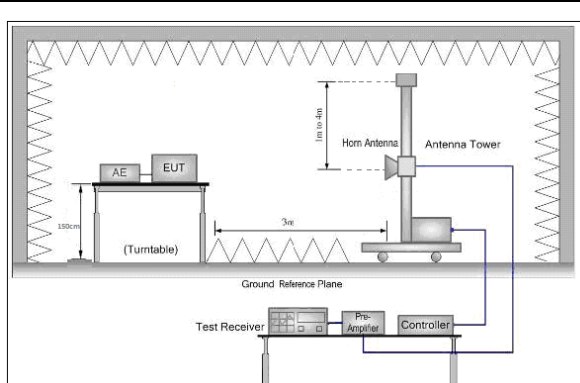 1m to 4m
Horn Antenna
Antenna Tower
AE
EUT
150cm
(Turntable)
3m
Ground Reference Plane
Test Receiver
Pre-
Amplifier
Controller